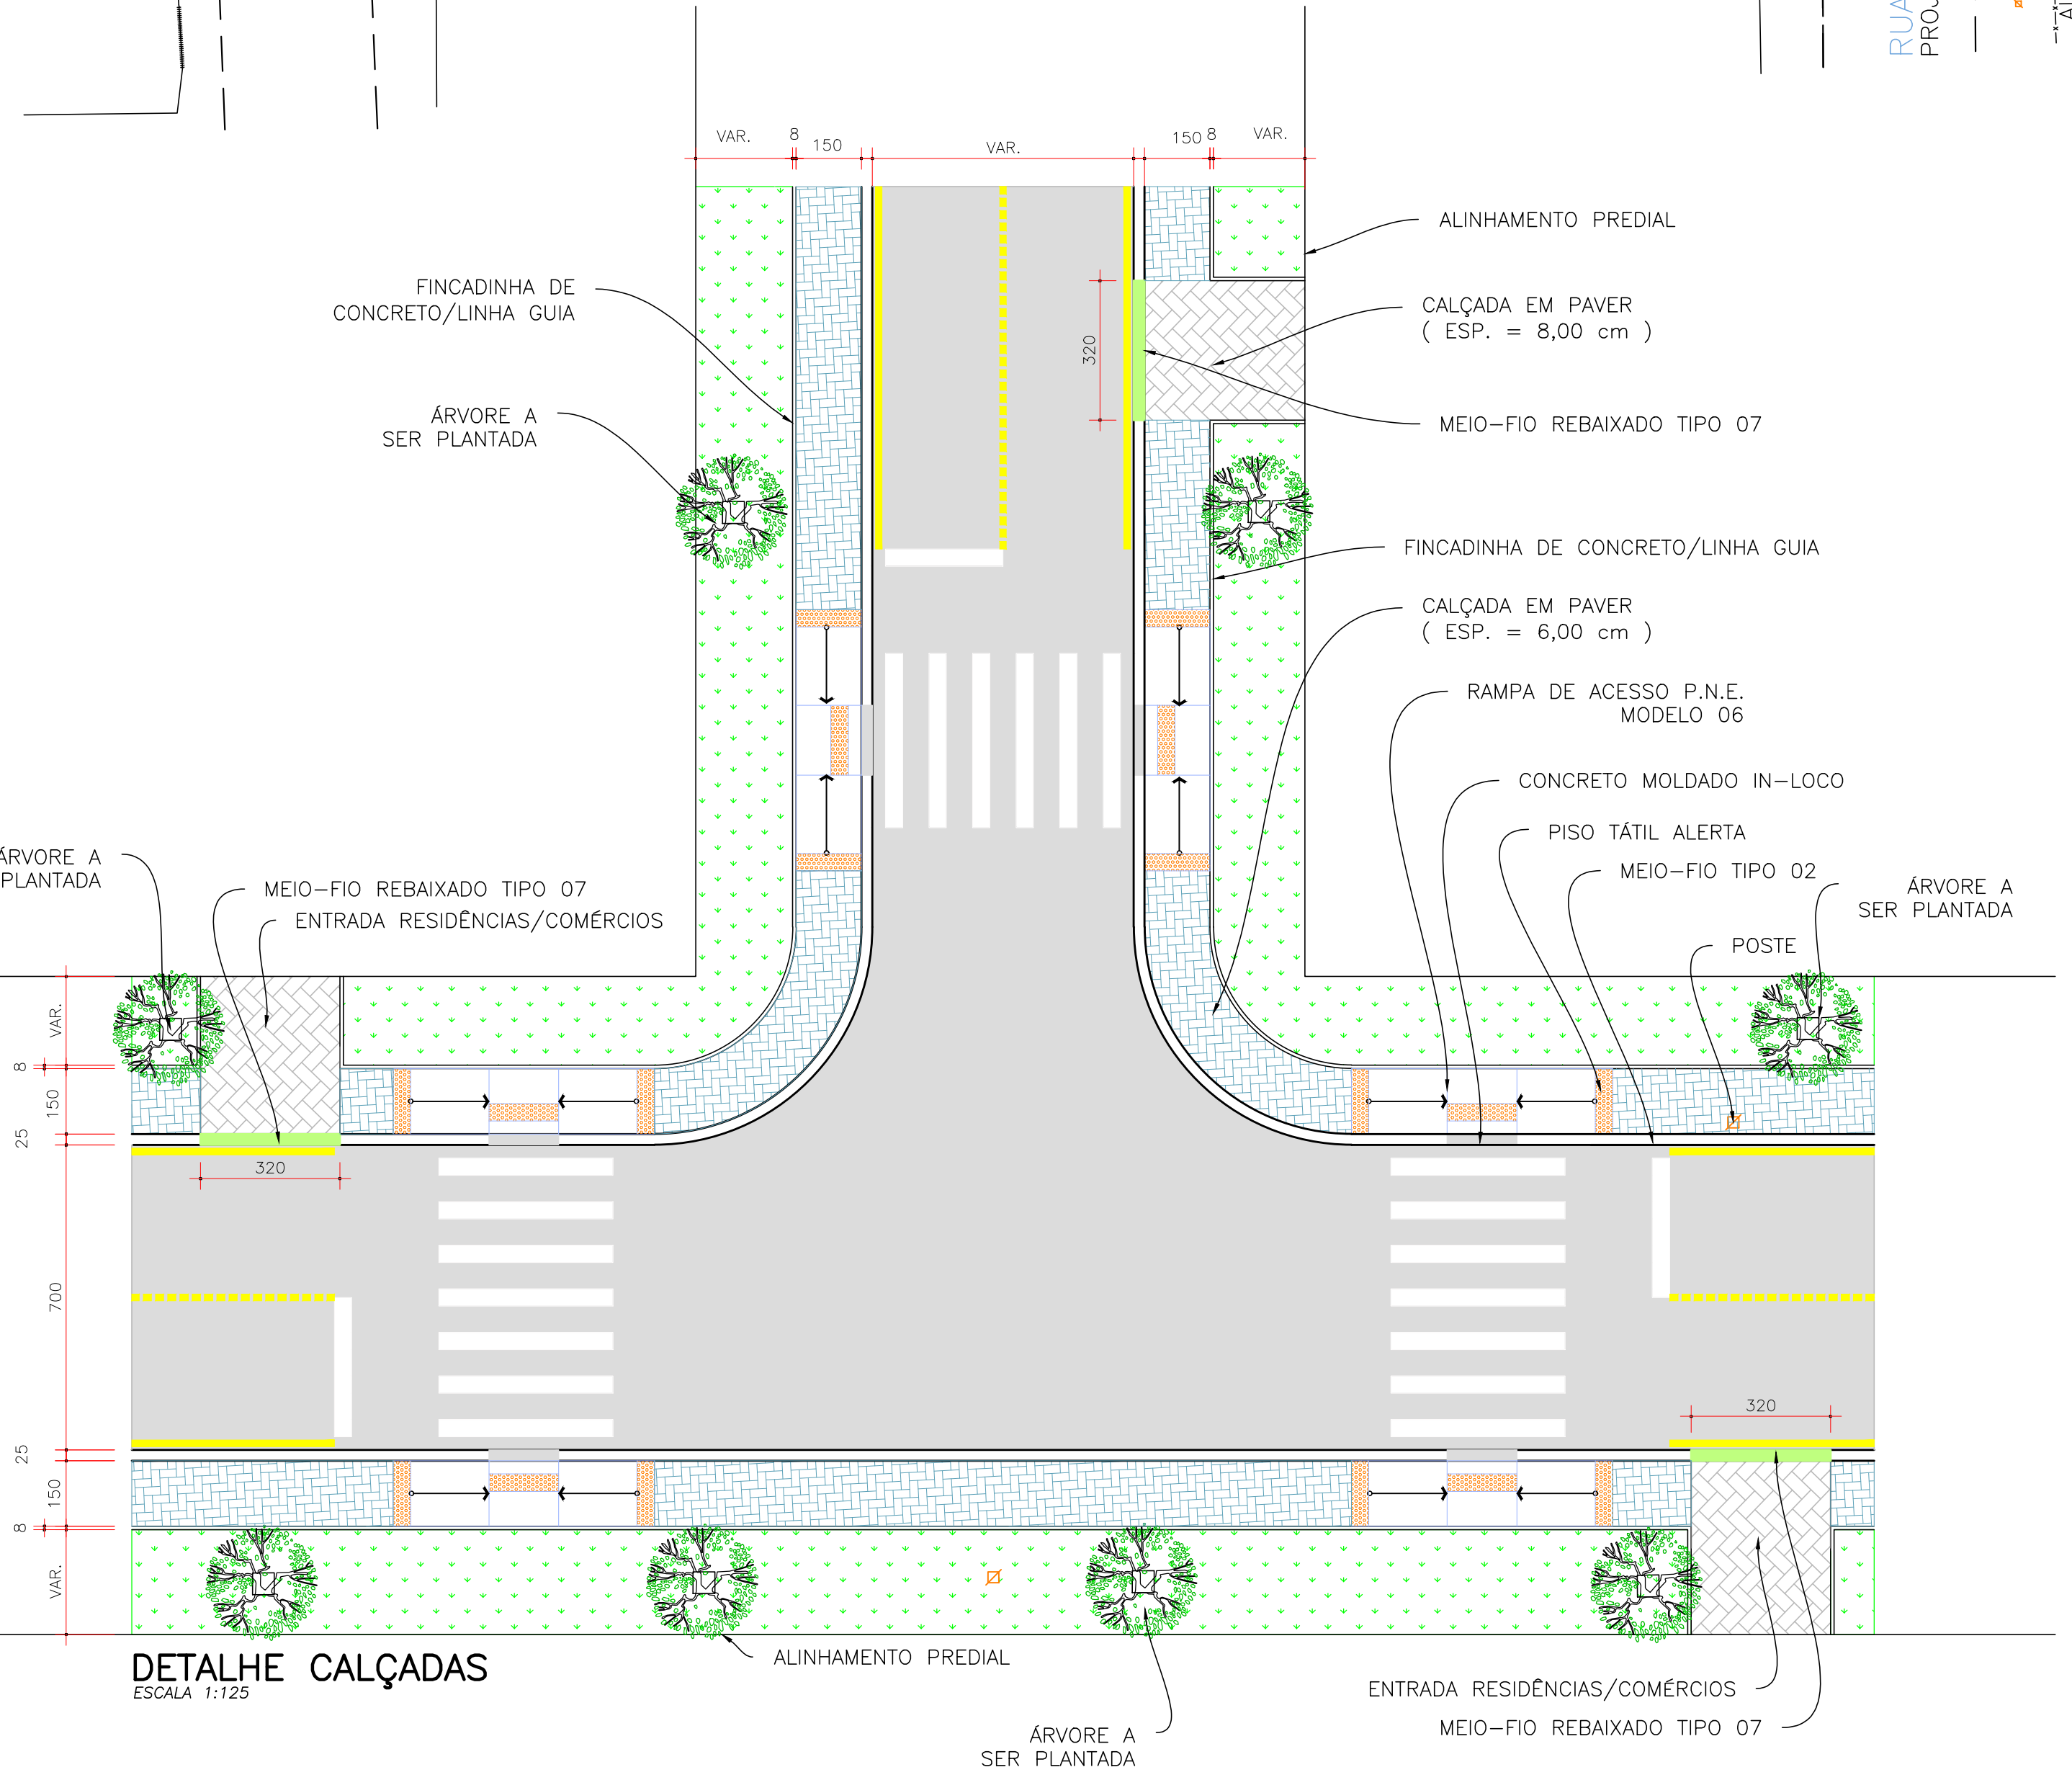 RUA
VAR.
8
150
VAR.
150
8
VAR.
ALINHAMENTO PREDIAL
FINCADINHA DE
CONCRETO/LINHA GUIA
CALÇADA EM PAVER
( ESP. = 8,00 cm )
320
ÁRVORE A
SER PLANTADA
MEIO-FIO REBAIXADO TIPO 07
FINCADINHA DE CONCRETO/LINHA GUIA
CALÇADA EM PAVER
( ESP. = 6,00 cm )
RAMPA DE ACESSO P.N.E.
MODELO 06
CONCRETO MOLDADO IN-LOCO
PISO TÁTIL ALERTA
MEIO-FIO TIPO 02
ÁRVORE A
SER PLANTADA
POSTE
ÁRVORE A
PLANTADA
MEIO-FIO REBAIXADO TIPO 07
ENTRADA RESIDÊNCIAS/COMÉRCIOS
VAR.
8
150
25
320
700
320
25
150
8
VAR.
DETALHE CALÇADAS
ESCALA 1:125
ALINHAMENTO PREDIAL
ENTRADA RESIDÊNCIAS/COMÉRCIOS
MEIO-FIO REBAIXADO TIPO 07
ÁRVORE A
SER PLANTADA